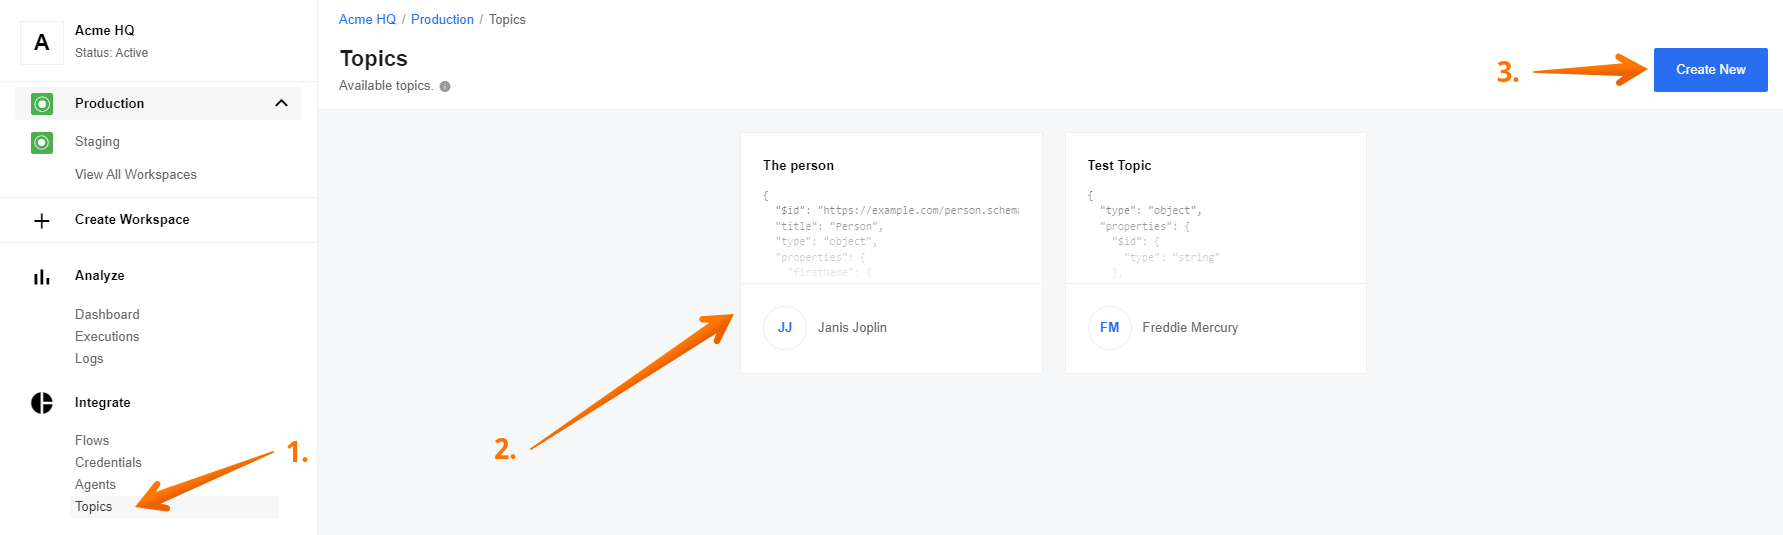 A
Acme HQ
Status: Active
Production
Staging
View All Workspaces
Create Workspace
Analyze
Dashboard
Executions
Logs
Integrate
Flows
Credentials
Agents
Topics
1.
Acme HQ / Production / Topics
Topics
Available topics.
3.
Create New
The person
{
"$id": "https://example.com/person.schema
"title": "Person",
"type": "object",
"properties": {
"firstName": {
JJ Janis Joplin
2.
Test Topic
{
"type": "object",
"properties": {
"$id": {
"type": "string"
},
FM Freddie Mercury